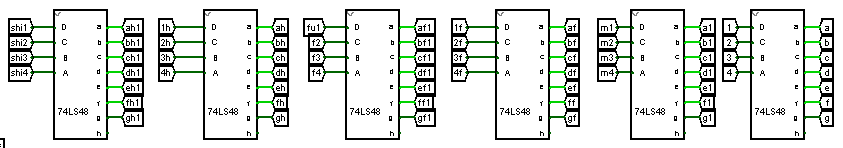 shi1 D a ah1 1h D a ah fu1 D a af1 1f D a af m1 D a a1 1 D a a
shi2 C b bh1 2h C b bh f2 C b bf1 2f C b bf m2 C b b1 2 C b b
shi3 B c ch1 3h B c ch f3 B c cf1 3f B c cf m3 B c c1 3 B c c
shi4 A d dh1 4h A d dh f4 A d df1 4f A d df m4 A d d1 4 A d d
e eh1 e eh e ef1 e ef e e1 e e
f fh1 f fh f ff1 f ff f f1 f f
74LS48 g gh1 74LS48 g gh 74LS48 g gf1 74LS48 g gf 74LS48 g g1 74LS48 g g
h h h h h h